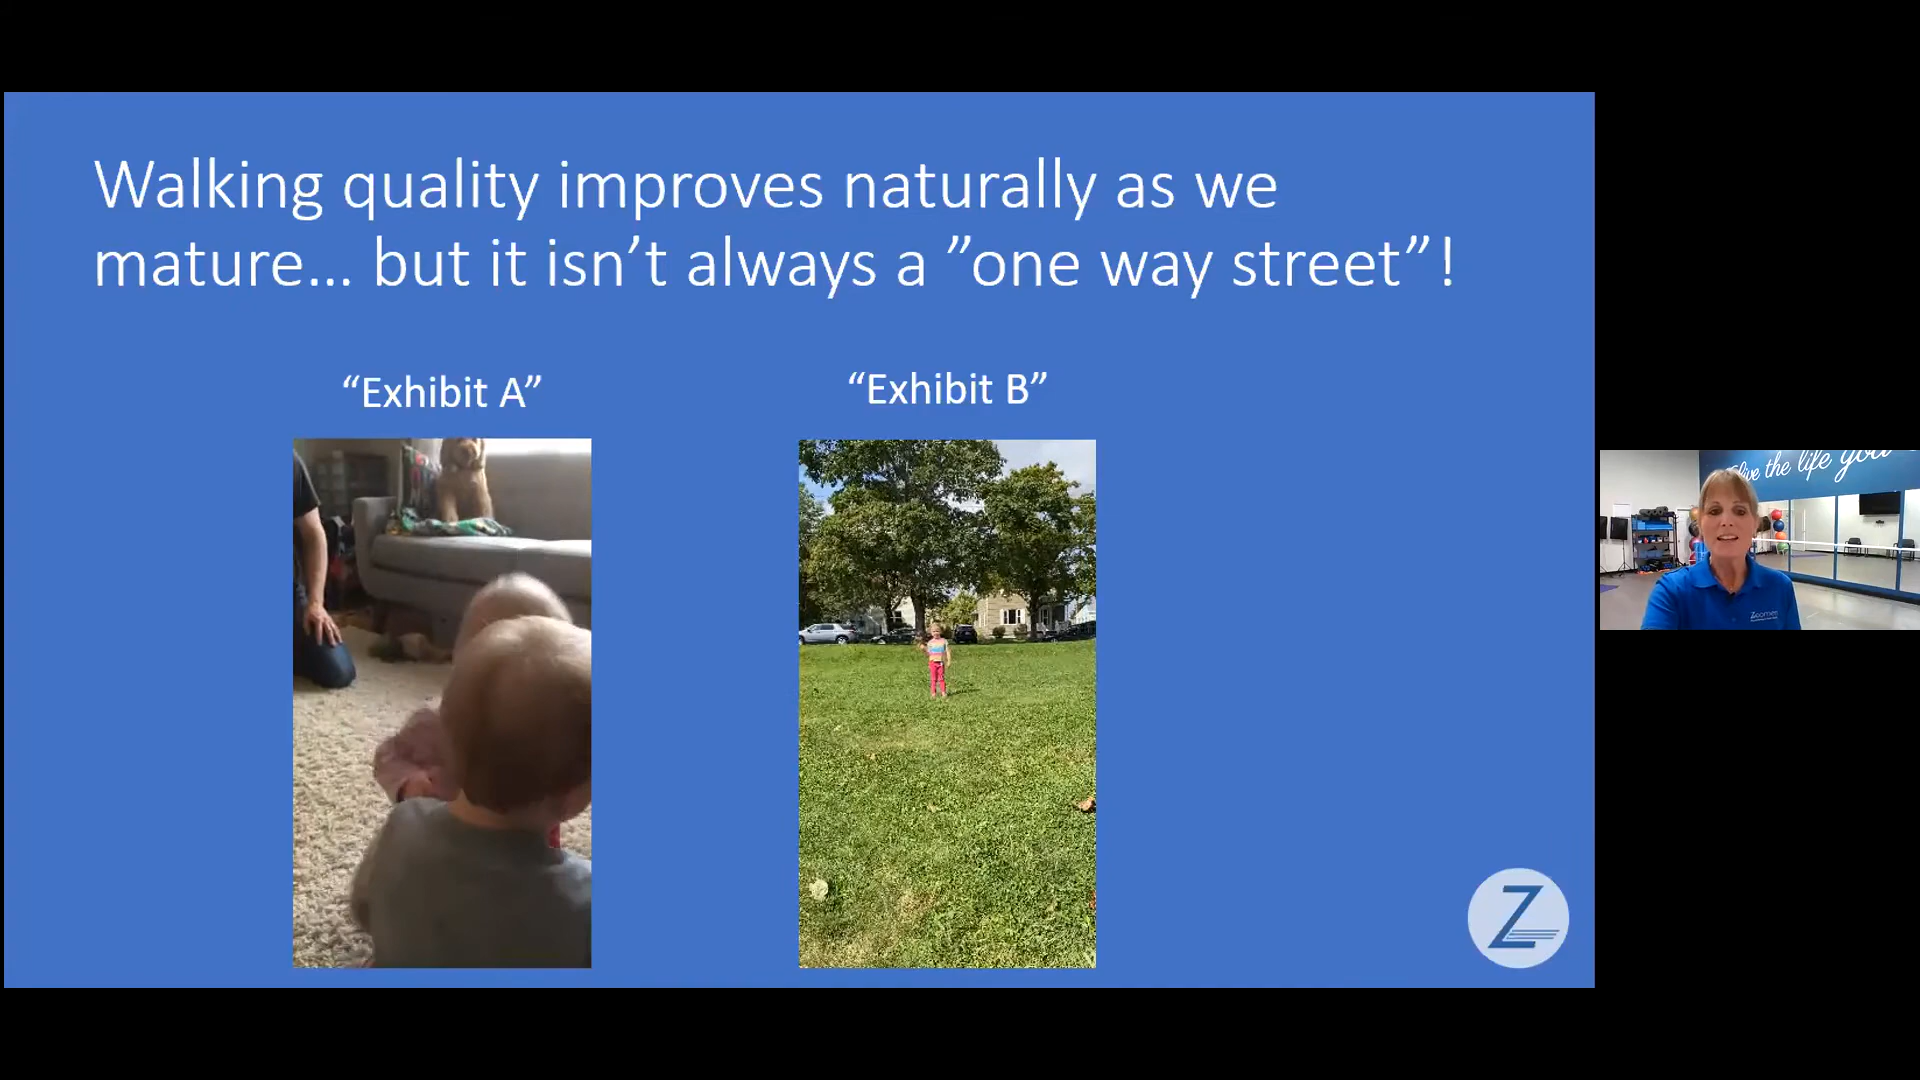 Walking quality improves naturally as we
mature... but it isn’t always a ”one way street”!
“Exhibit A”
“Exhibit B”
live the life you
Z